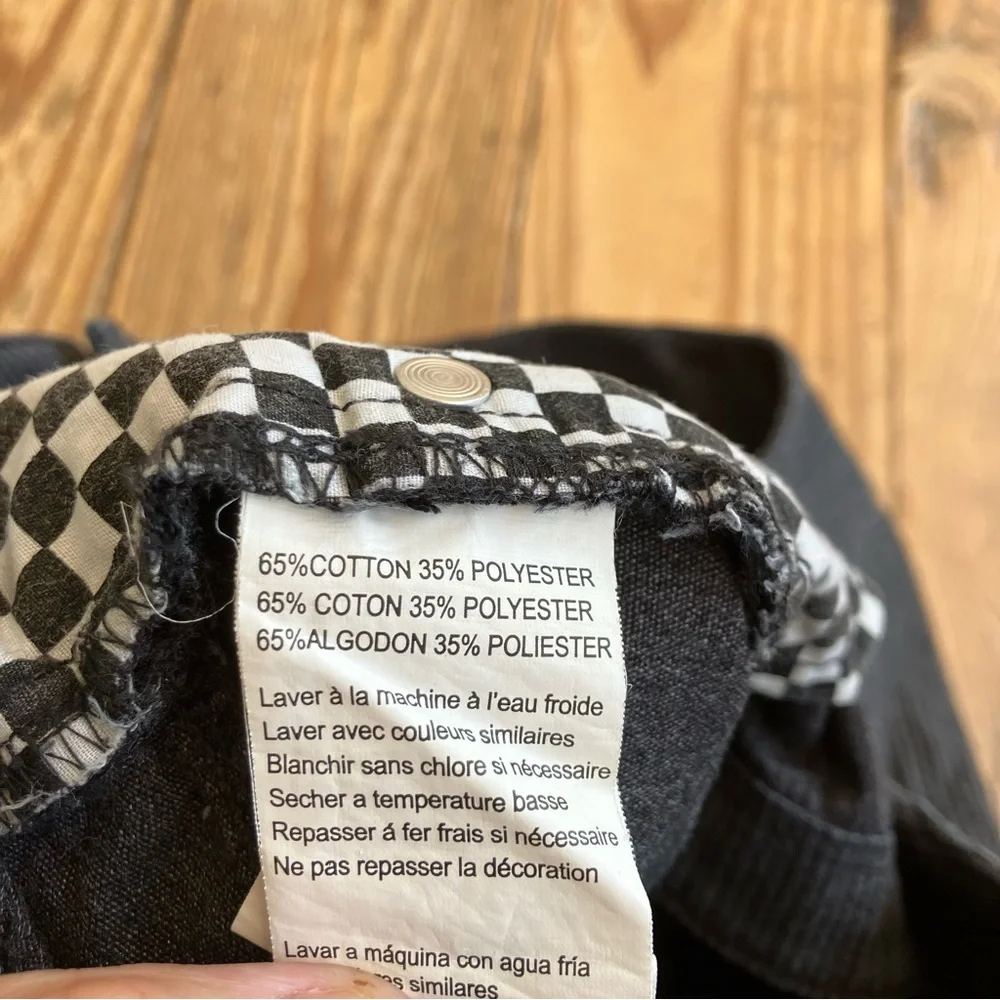 65%COTTON 35% POLYESTER
65% COTON 35% POLYESTER
65%ALGODON 35% POLIESTER
Laver à la machine à l'eau froide
Laver avec couleurs similaires
Blanchir sans chlore si nécessaire
Secher a temperature basse
Repasser á fer frais si nécessaire
Ne pas repasser la décoration
Lavar a máquina con agua fría
similares